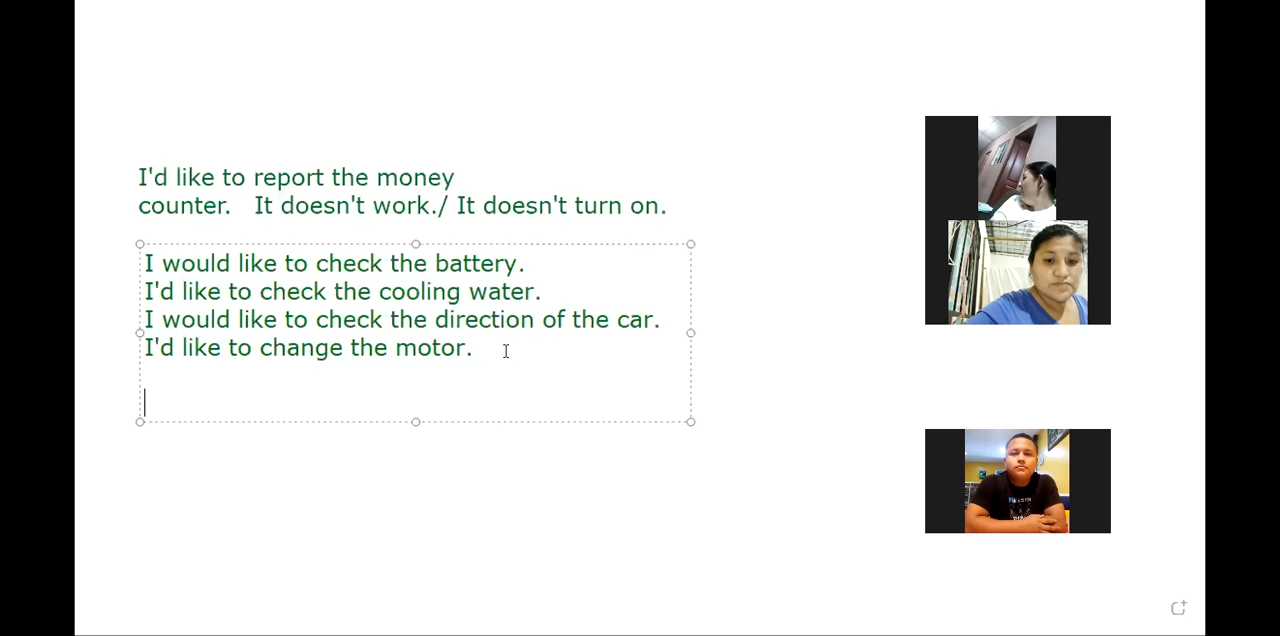 I'd like to report the money
counter. It doesn't work./ It doesn't turn on.
I would like to check the battery.
I'd like to check the cooling water.
I would like to check the direction of the car.
I'd like to change the motor.